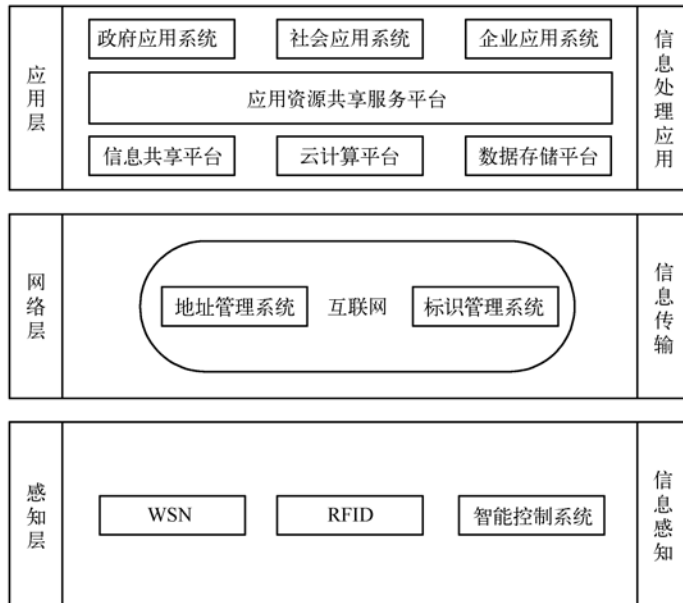 应用层
政府应用系统
社会应用系统
企业应用系统
应用资源共享服务平台
信息共享平台
云计算平台
数据存储平台
信息处理应用
网络层
地址管理系统
互联网
标识管理系统
信息传输
感知层
WSN
RFID
智能控制系统
信息感知